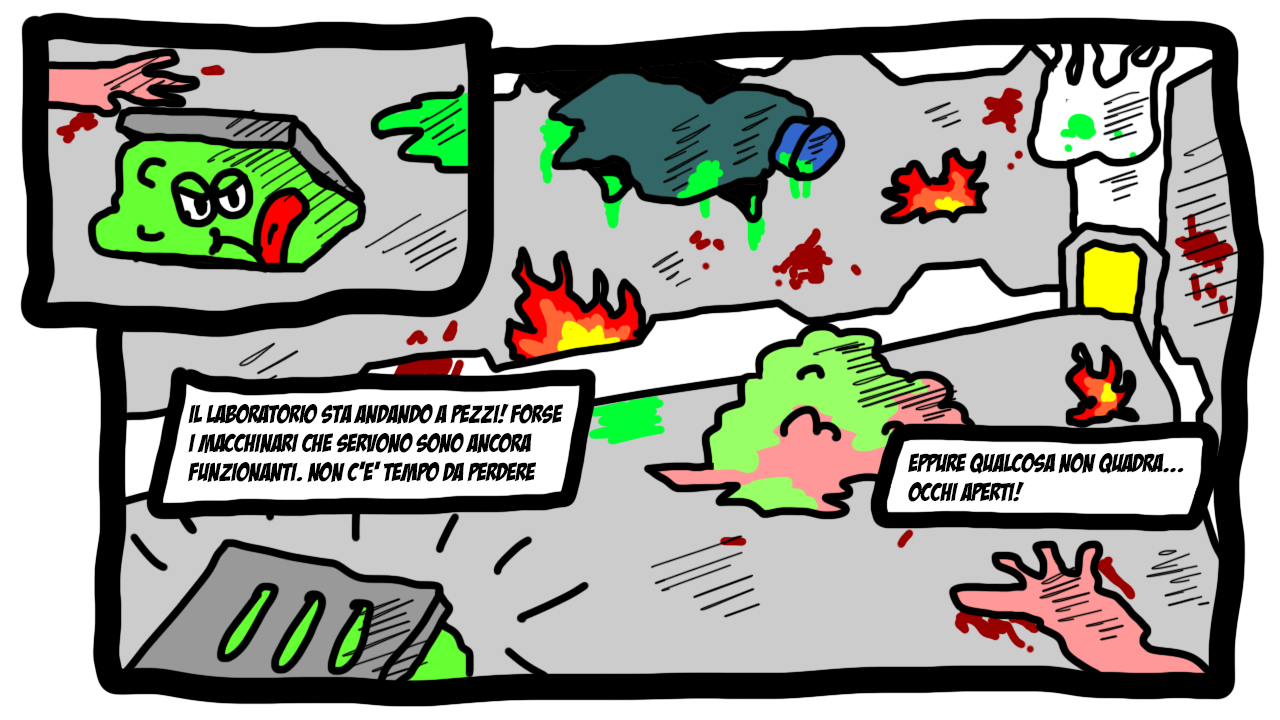 IL LABORATORIO STA ANDANDO A PEZZI! FORSE
I MACCHINARI CHE SERVONO SONO ANCORA
FUNZIONANTI. NON C'E' TEMPO DA PERDERE
EPPURE QUALCOSA NON QUADRA...
OCCHI APERTI!